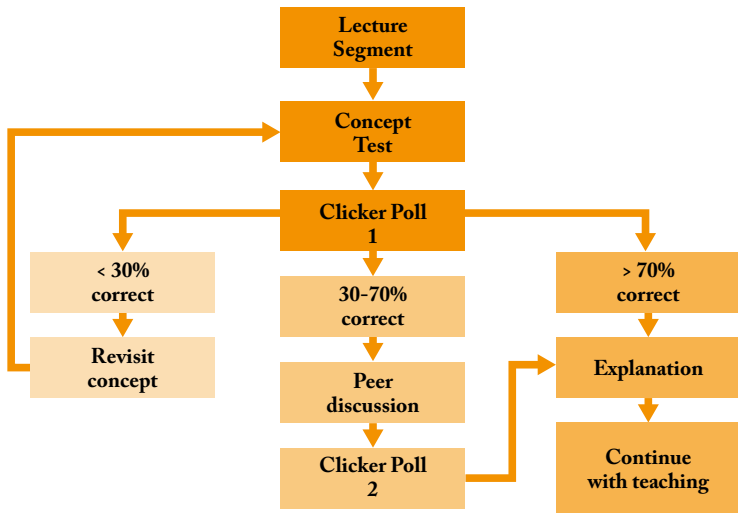 Lecture
Segment
Concept
Test
Clicker Poll
1
< 30%
correct
30-70%
correct
> 70%
correct
Revisit
concept
Peer
discussion
Explanation
Clicker Poll
2
Continue
with teaching